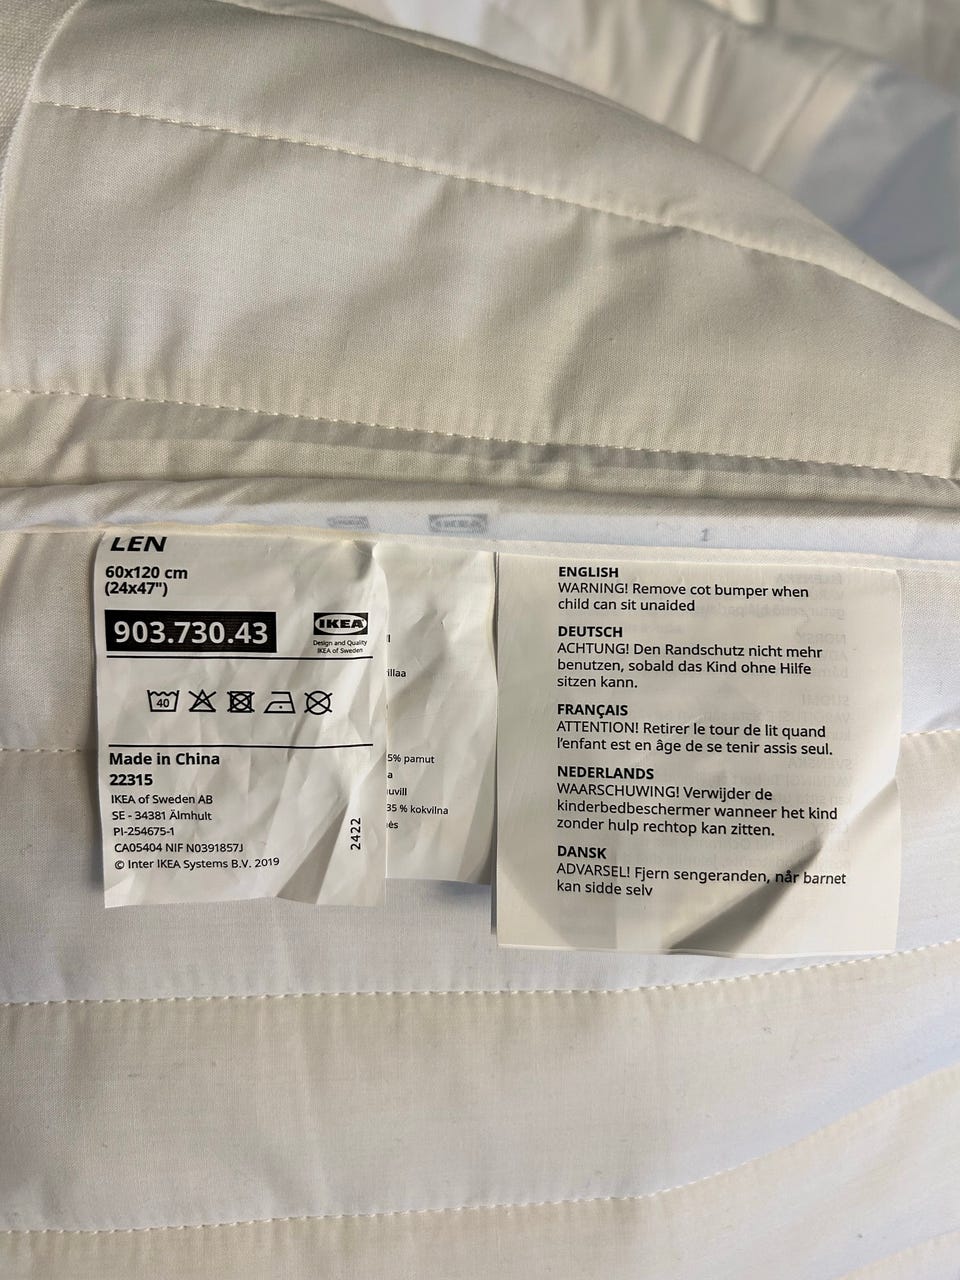 LEN
60x120 cm
(24x47")
903.730.43
IKEA
Design and Quality
IKEA of Sweden
40
Made in China
22315
IKEA of Sweden AB
SE - 34381 Älmhult
PI-254675-1
CA05404 NIF N0391857J
© Inter IKEA Systems B.V. 2019
2422
5% pamut
35 % kokvilna
ENGLISH
WARNING! Remove cot bumper when
child can sit unaided
DEUTSCH
ACHTUNG! Den Randschutz nicht mehr
benutzen, sobald das Kind ohne Hilfe
sitzen kann.
FRANÇAIS
ATTENTION! Retirer le tour de lit quand
l'enfant est en âge de se tenir assis seul.
NEDERLANDS
WAARSCHUWING! Verwijder de
kinderbedbeschermer wanneer het kind
zonder hulp rechtop kan zitten.
DANSK
ADVARSEL! Fjern sengeranden, når barnet
kan sidde selv